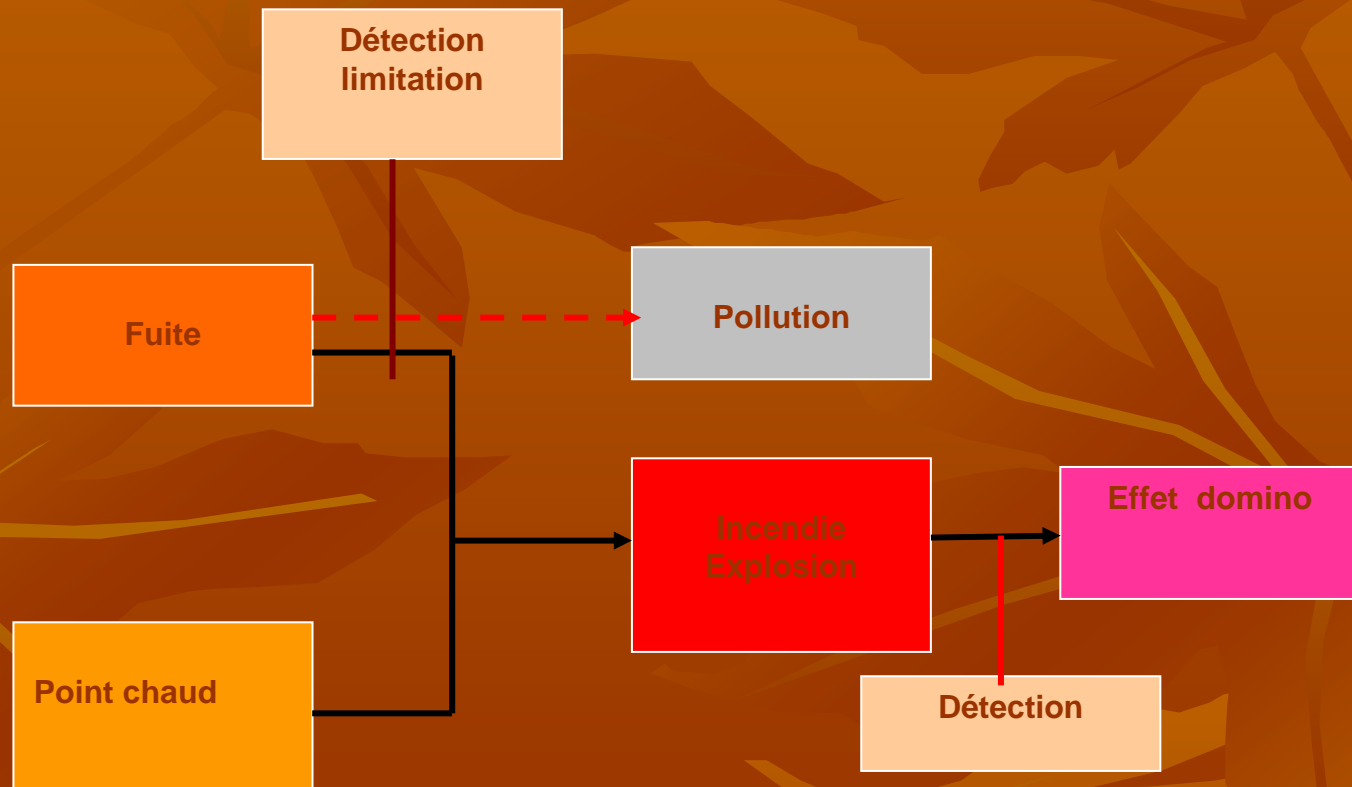 Détection
limitation
Fuite
Pollution
Incendie
Explosion
Effet domino
Point chaud
Détection